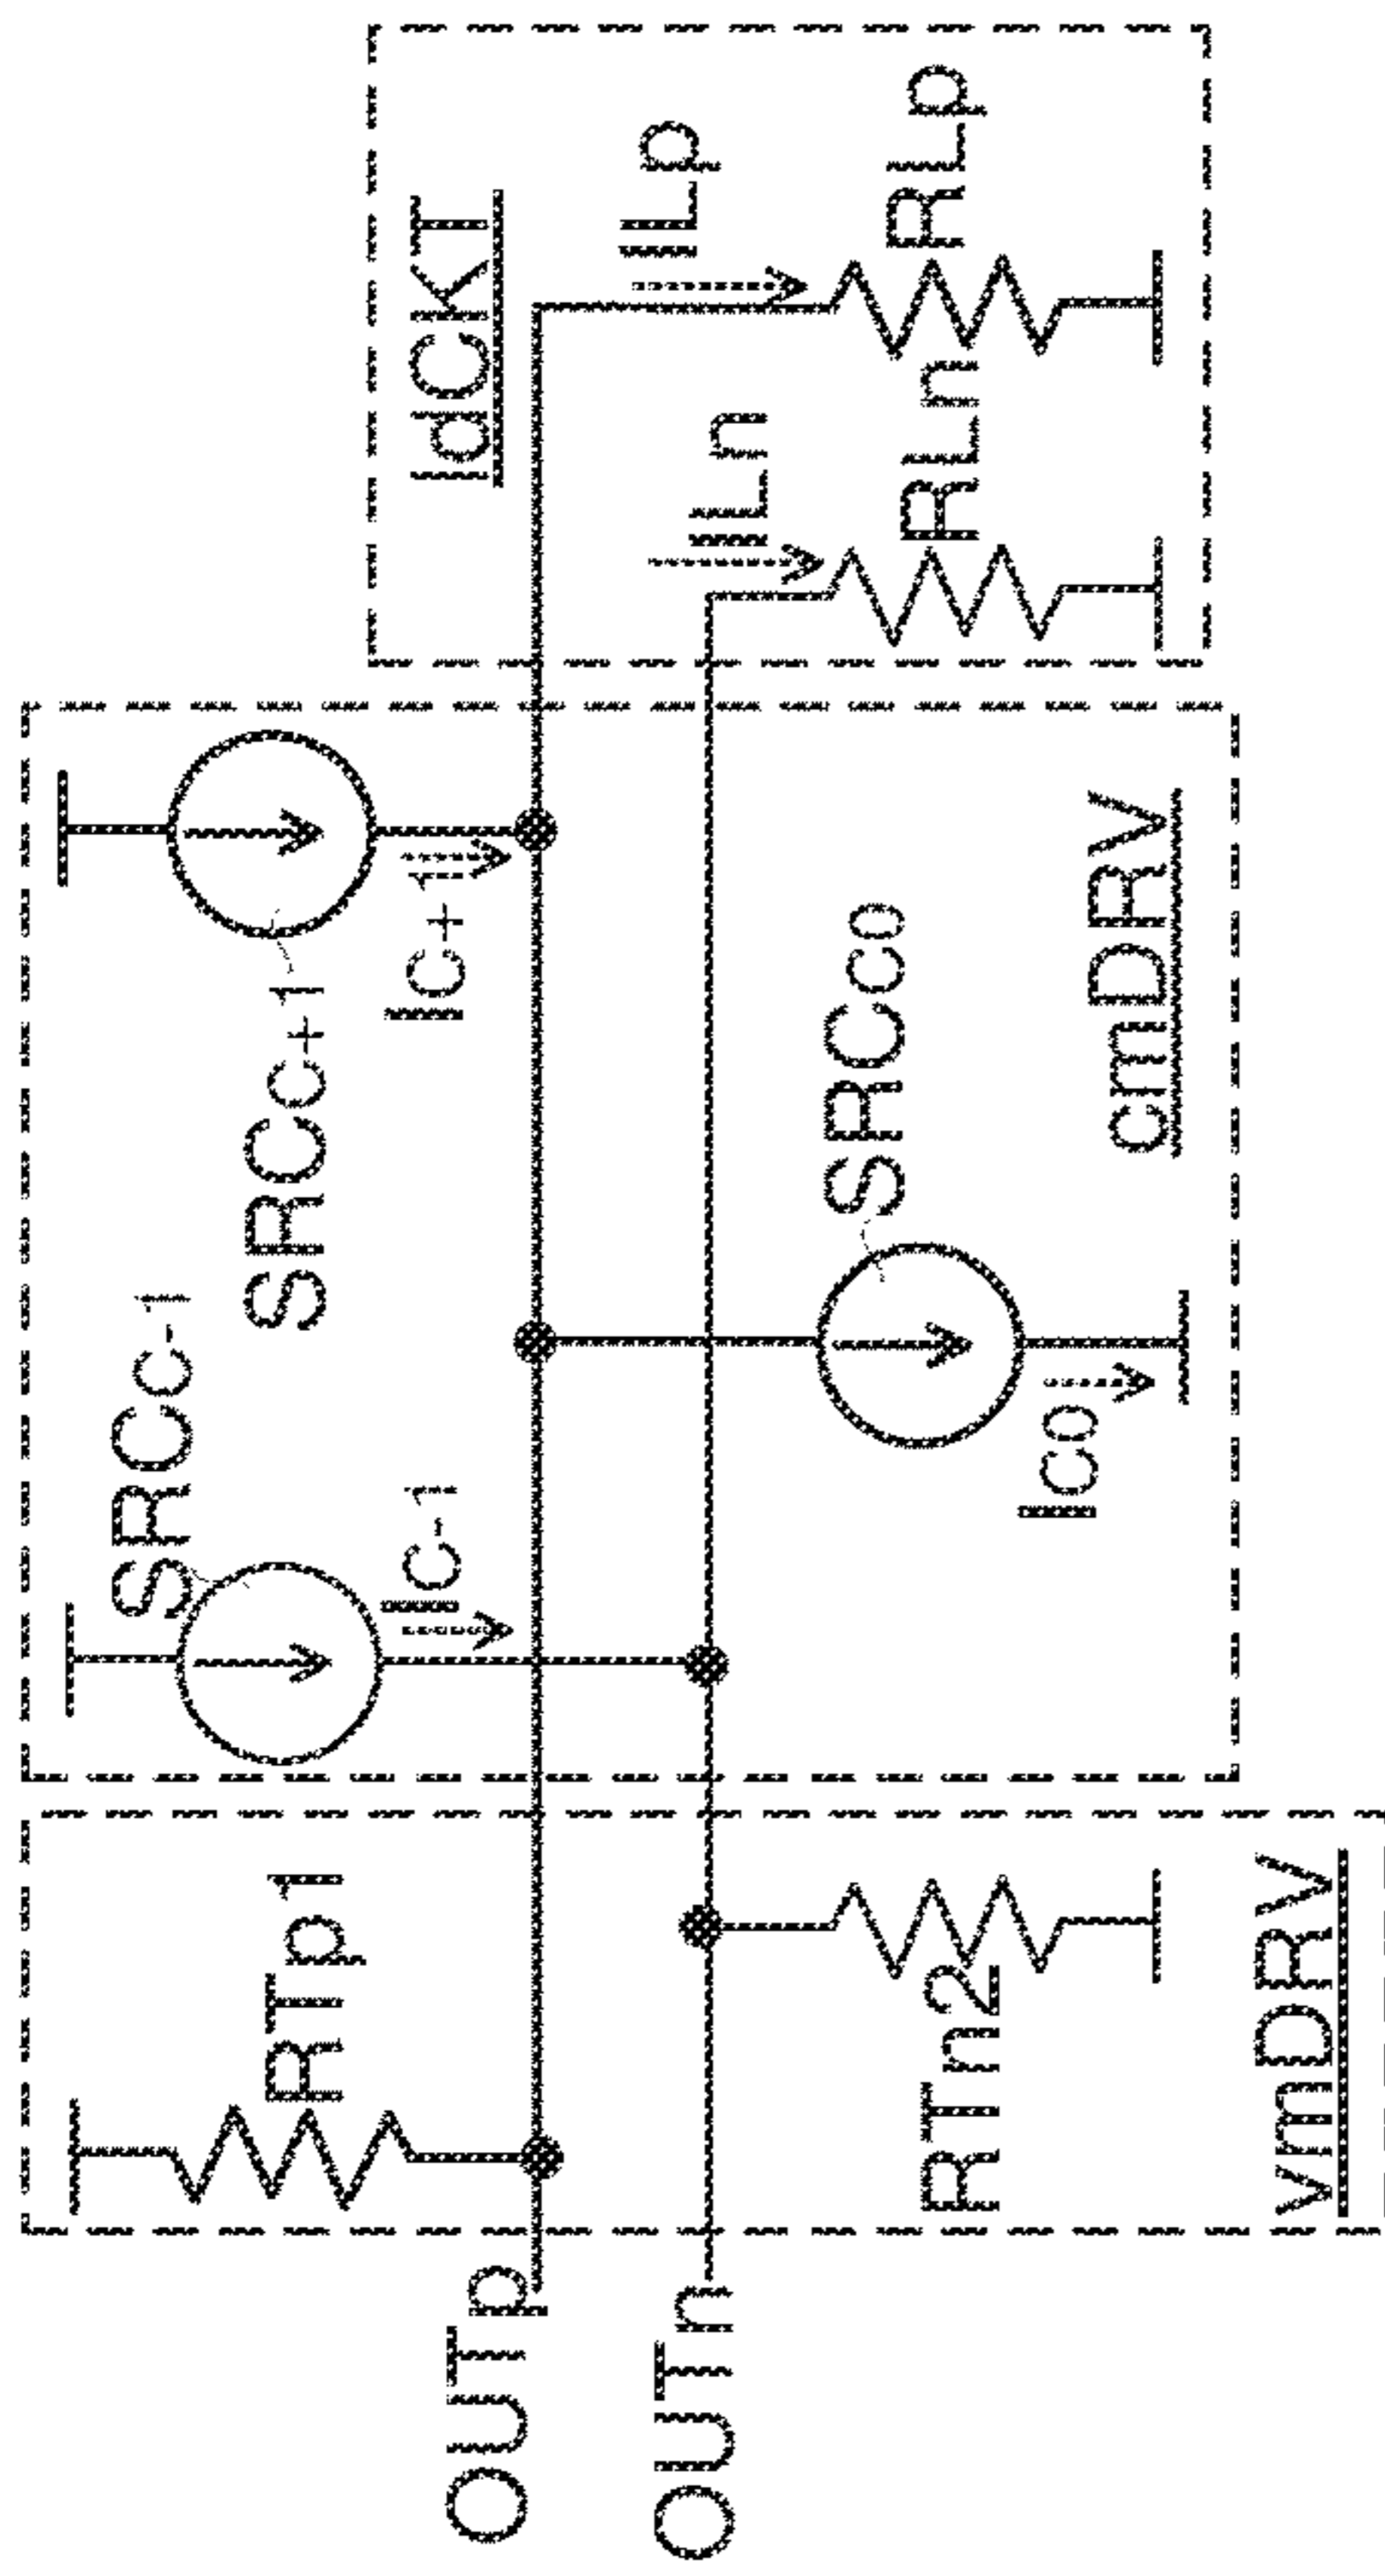 OUTp
OUTn
RTp1
RTn2
vmDRV
SRCC-1
IC-1
SRCC+1
IC+1
SRCC0
IC0
cmDRV
ldCKT
ILp
ILn
RLn
RLp